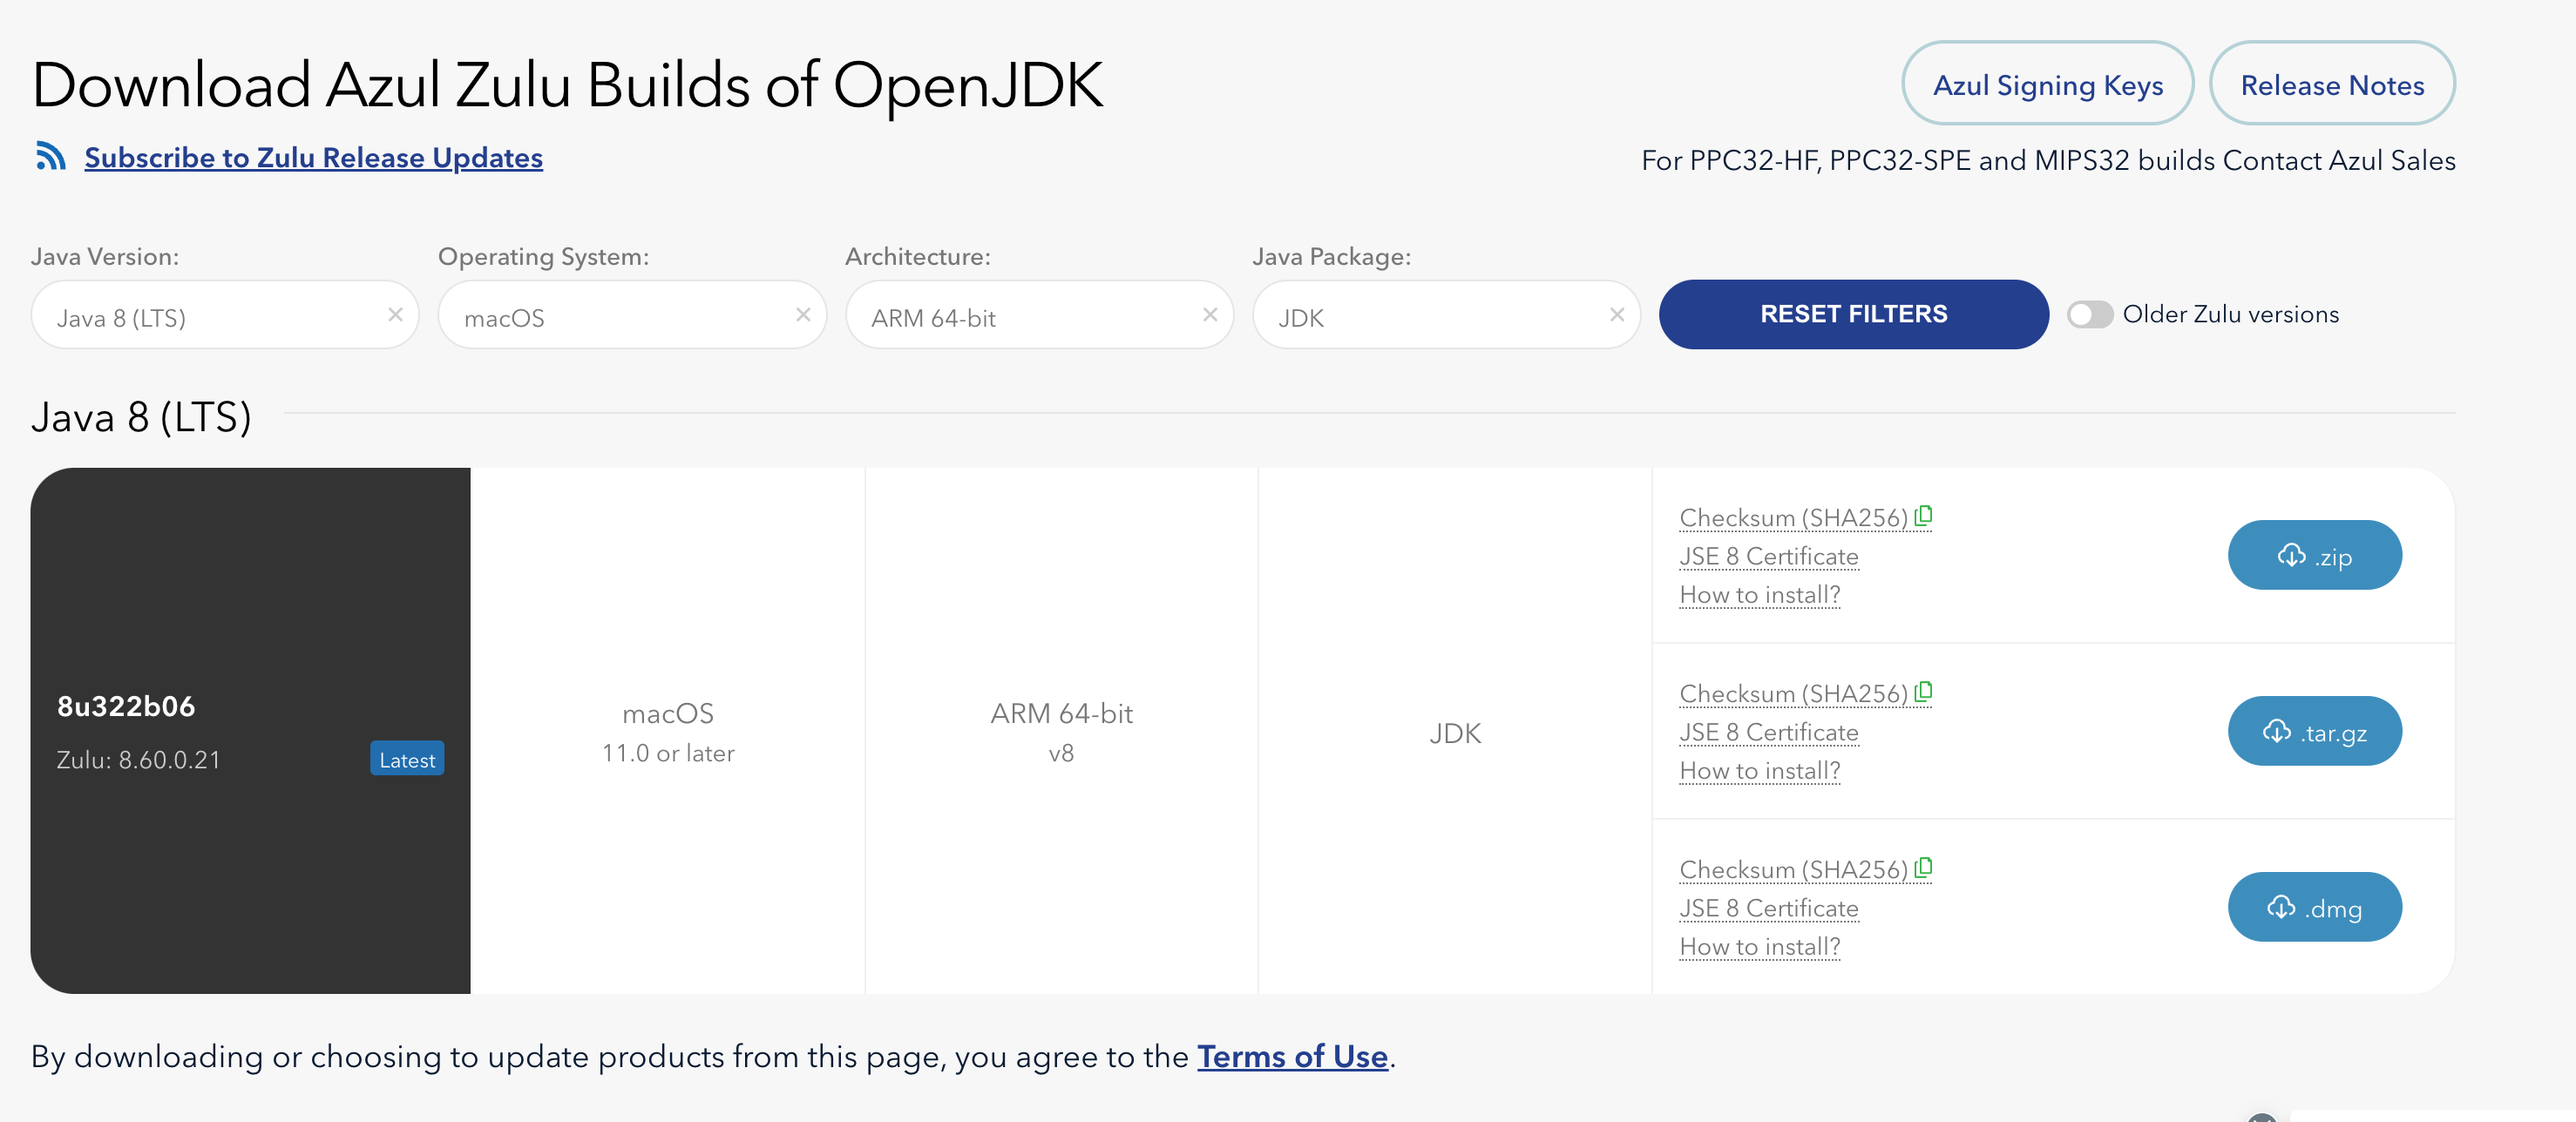 Download Azul Zulu Builds of OpenJDK
Azul Signing Keys
Release Notes
Subscribe to Zulu Release Updates
For PPC32-HF, PPC32-SPE and MIPS32 builds Contact Azul Sales
Java Version:
Operating System:
Architecture:
Java Package:
Java 8 (LTS)
macOS
ARM 64-bit
JDK
RESET FILTERS
Older Zulu versions
Java 8 (LTS)
8u322b06
Zulu: 8.60.0.21
Latest
macOS
11.0 or later
ARM 64-bit
v8
JDK
Checksum (SHA256)
JSE 8 Certificate
How to install?
.zip
Checksum (SHA256)
JSE 8 Certificate
How to install?
.tar.gz
Checksum (SHA256)
JSE 8 Certificate
How to install?
.dmg
By downloading or choosing to update products from this page, you agree to the Terms of Use.